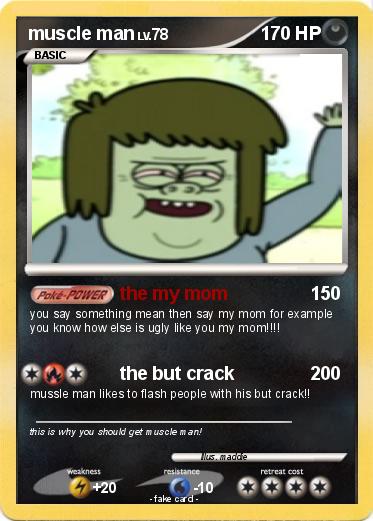 muscle man LV.78 170 HP
BASIC
Poké-POWER the my mom 150
you say something mean then say my mom for example
you know how else is ugly like you my mom!!!!
the but crack 200
mussle man likes to flash people with his but crack!!
this is why you should get muscle man!
Illus. maddie
weakness resistance retreat cost
+20 -10
- fake card -